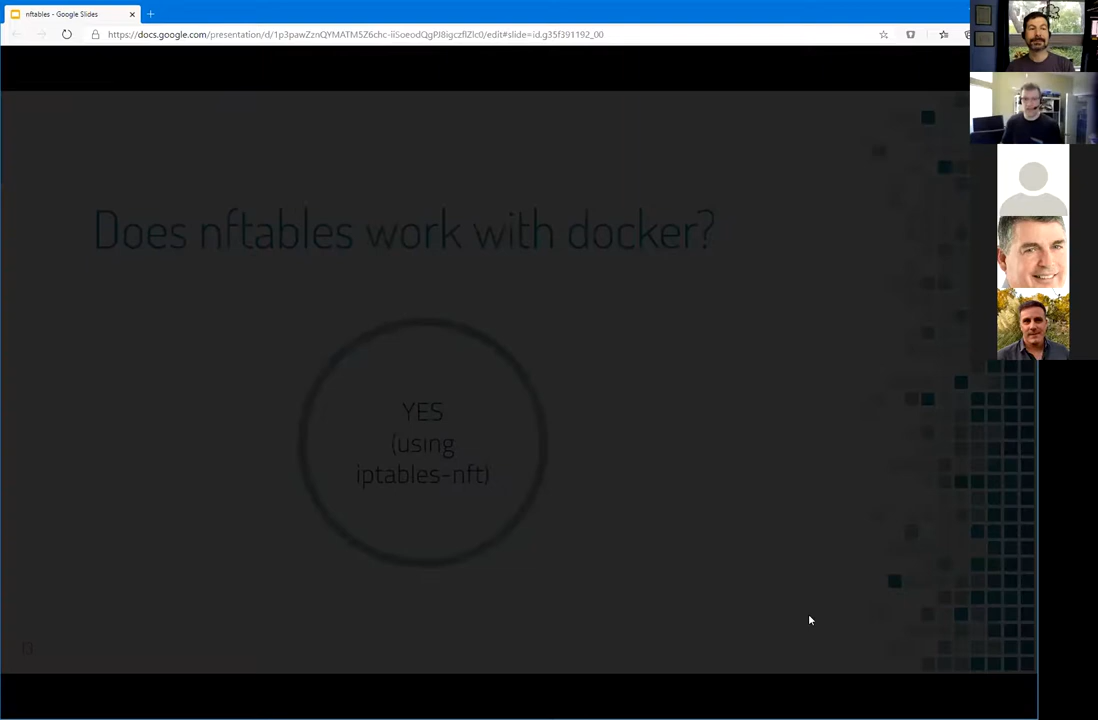 nftables - Google Slides
https://docs.google.com/presentation/d/1p3pawZznQYMATM5Z6chc-iiSoeodQgPJ8igczflZlc0/edit#slide=id.g35f391192_00
Does nftables work with docker?
YES
(using
iptables-nft)